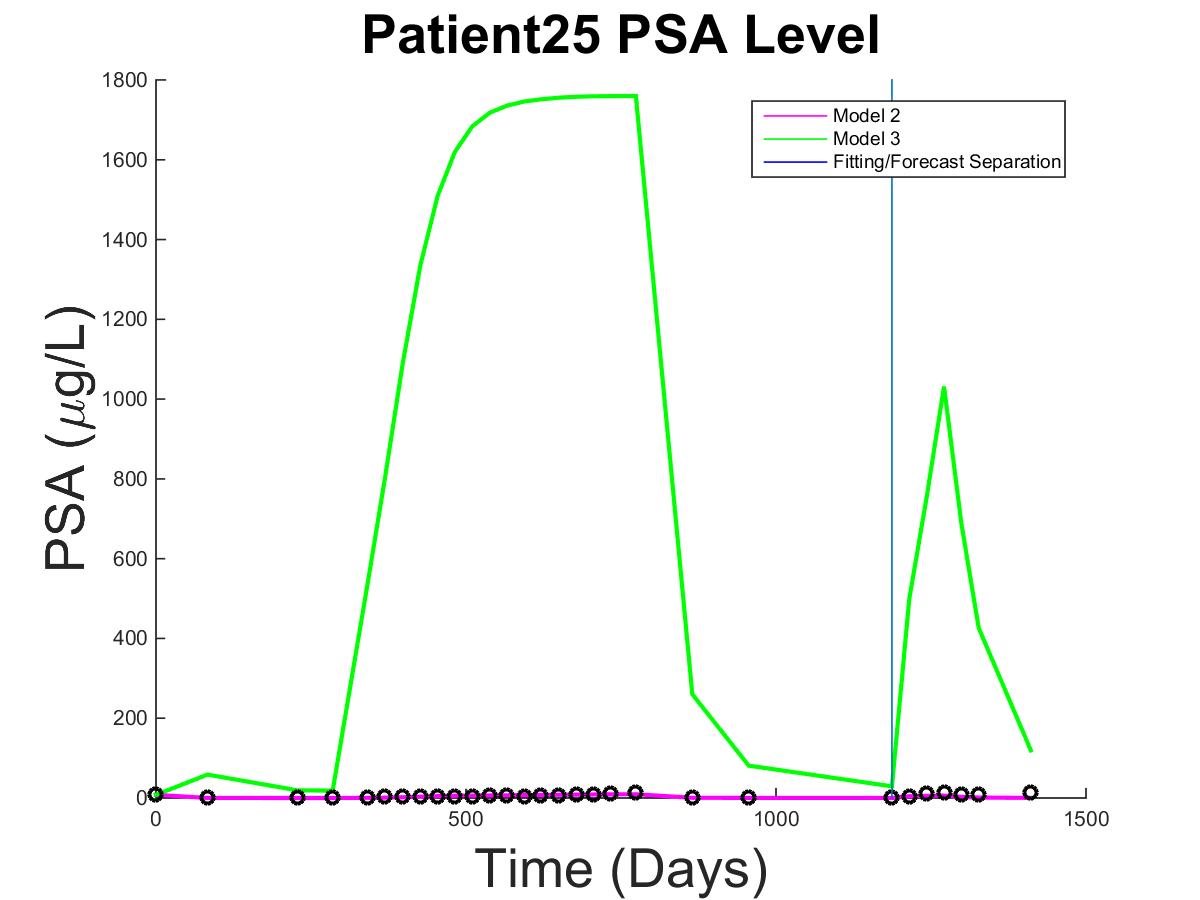 Patient25 PSA Level
PSA (μg/L)
1800
1600
1400
1200
1000
800
600
400
200
0
Model 2
Model 3
Fitting/Forecast Separation
0
500
1000
1500
Time (Days)